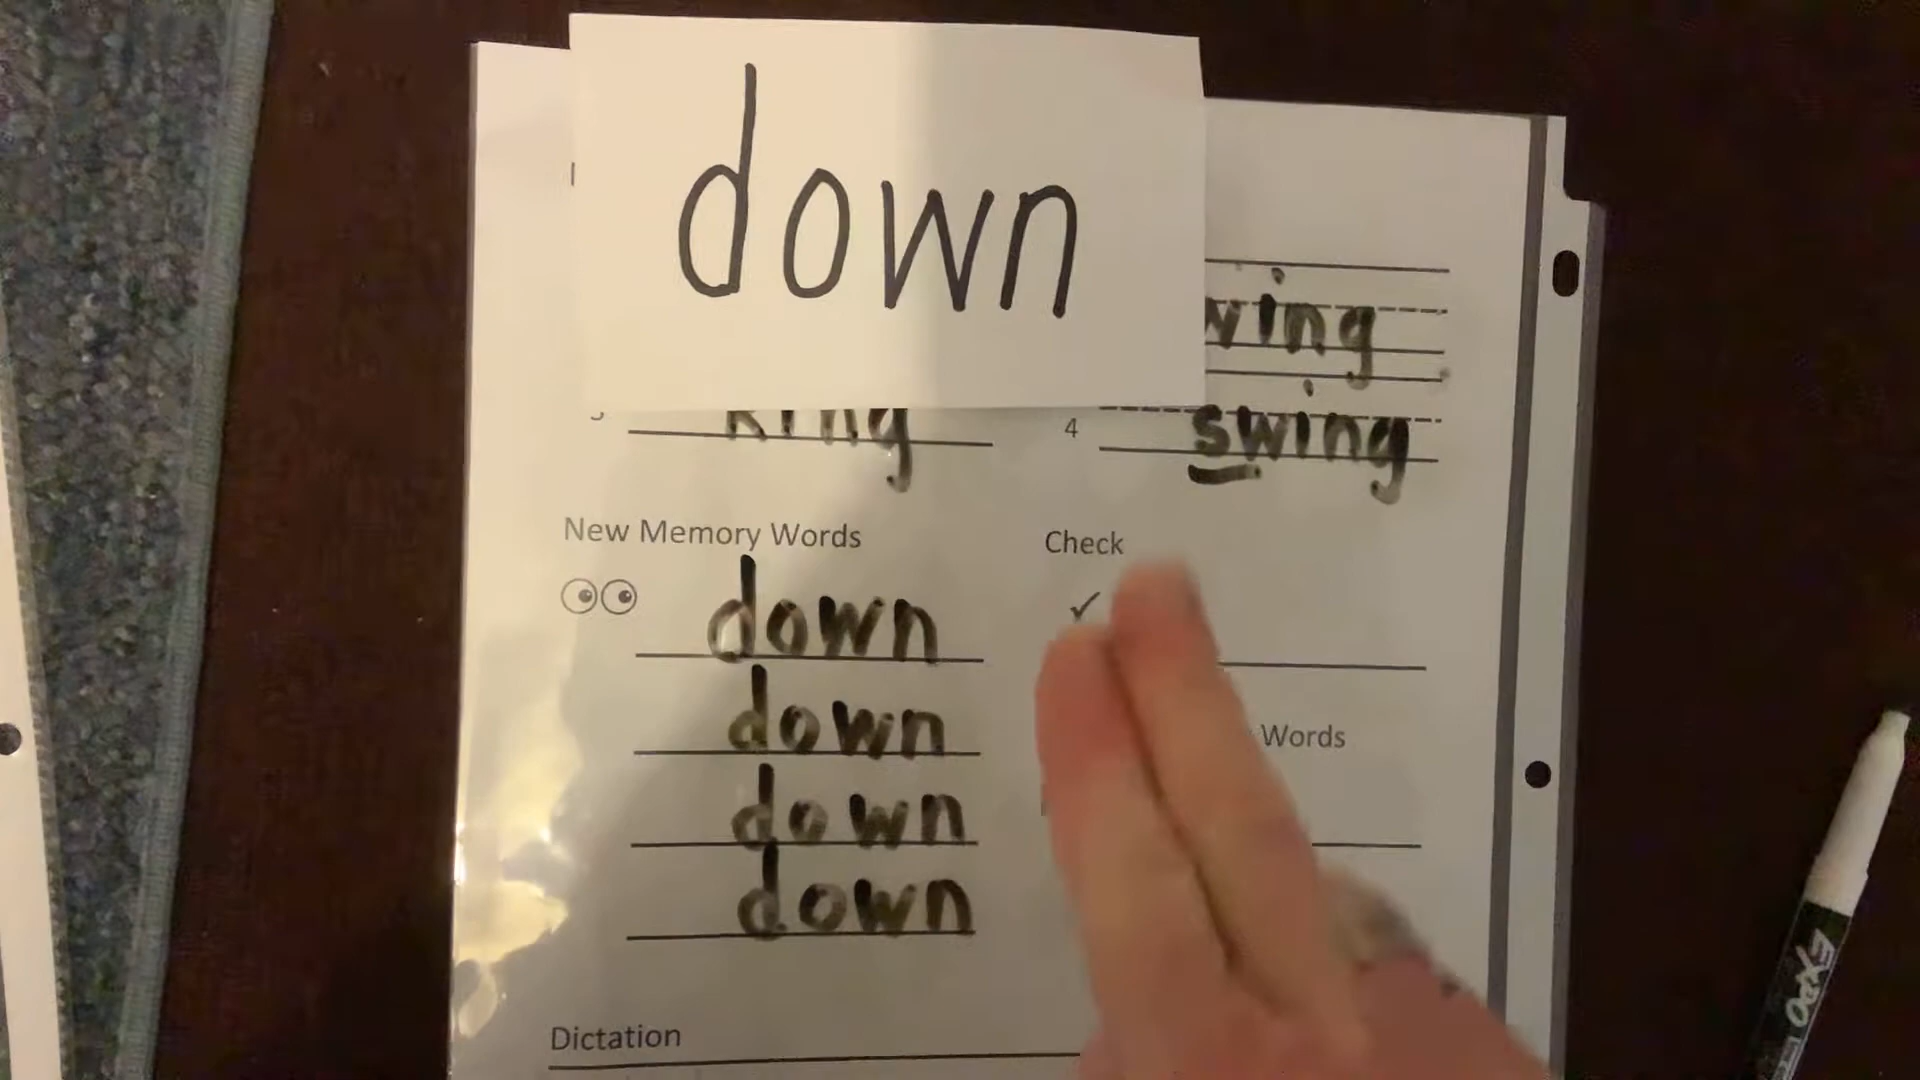 down
wing
king
4 swing
New Memory Words
Check
down
down
Words
down
down
Dictation
EXPO